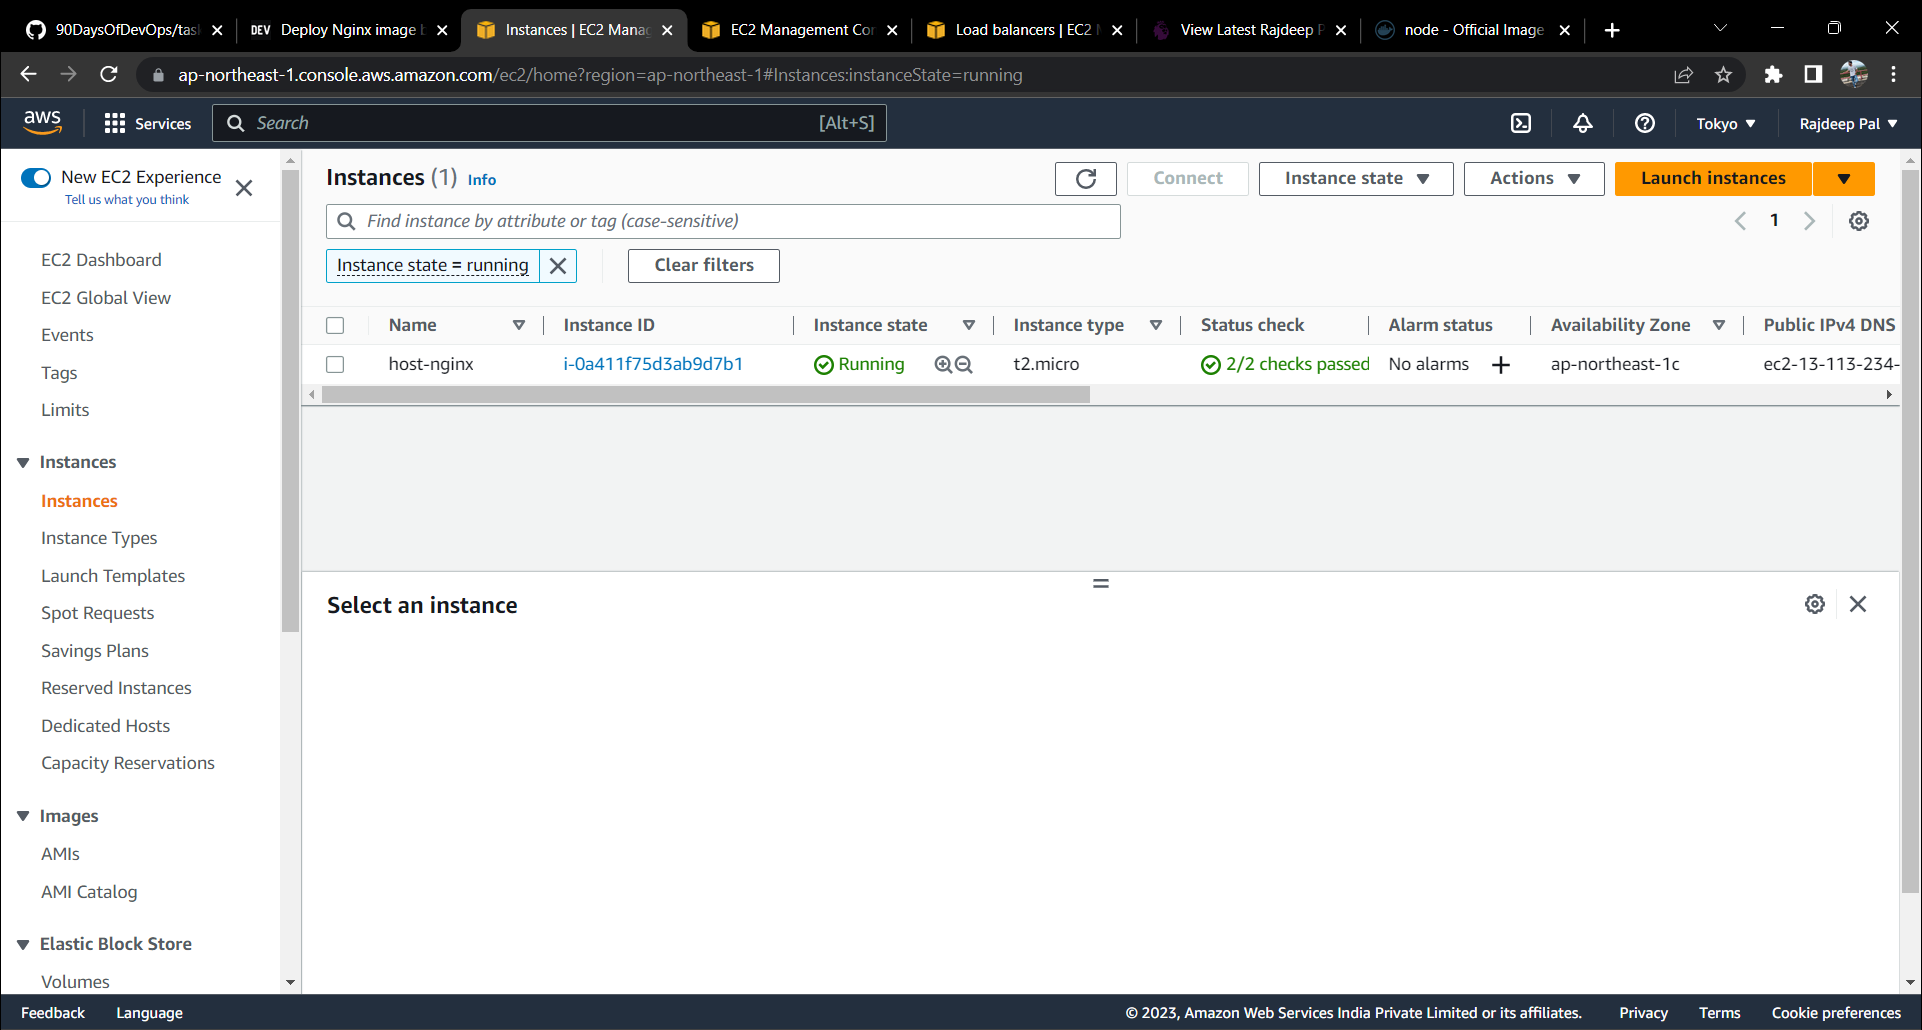 90DaysOfDevOps/tas
DEV Deploy Nginx image b
Instances | EC2 Manag
EC2 Management Con
Load balancers | EC2 M
View Latest Rajdeep P
node - Official Image
ap-northeast-1.console.aws.amazon.com/ec2/home?region=ap-northeast-1#Instances:instanceState=running
aws
Services
Search
[Alt+S]
Tokyo
Rajdeep Pal
New EC2 Experience
Tell us what you think
EC2 Dashboard
EC2 Global View
Events
Tags
Limits
Instances
Instances
Instance Types
Launch Templates
Spot Requests
Savings Plans
Reserved Instances
Dedicated Hosts
Capacity Reservations
Images
AMIs
AMI Catalog
Elastic Block Store
Volumes
Instances (1) Info
Connect
Instance state
Actions
Launch instances
Find instance by attribute or tag (case-sensitive)
1
Instance state = running
Clear filters
Name Instance ID Instance state Instance type Status check Alarm status Availability Zone Public IPv4 DNS
host-nginx i-0a411f75d3ab9d7b1 Running t2.micro 2/2 checks passed No alarms + ap-northeast-1c ec2-13-113-234-
Select an instance
Feedback Language © 2023, Amazon Web Services India Private Limited or its affiliates. Privacy Terms Cookie preferences